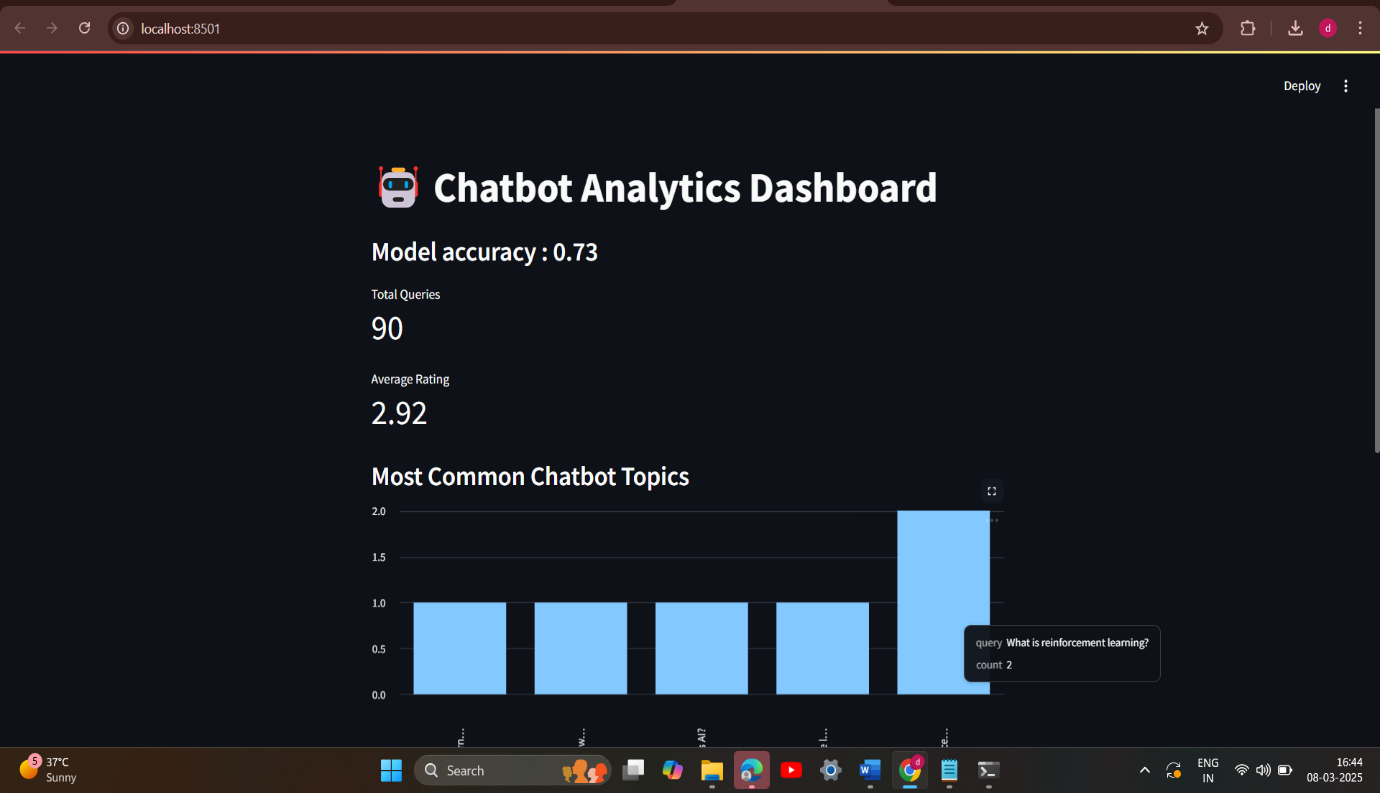 localhost:8501
d
Deploy
Chatbot Analytics Dashboard
Model accuracy : 0.73
Total Queries
90
Average Rating
2.92
Most Common Chatbot Topics
2.0
1.5
1.0
0.5
0.0
query What is reinforcement learning?
count 2
AI?
5
37°C
Sunny
Search
ENG
IN
16:44
08-03-2025